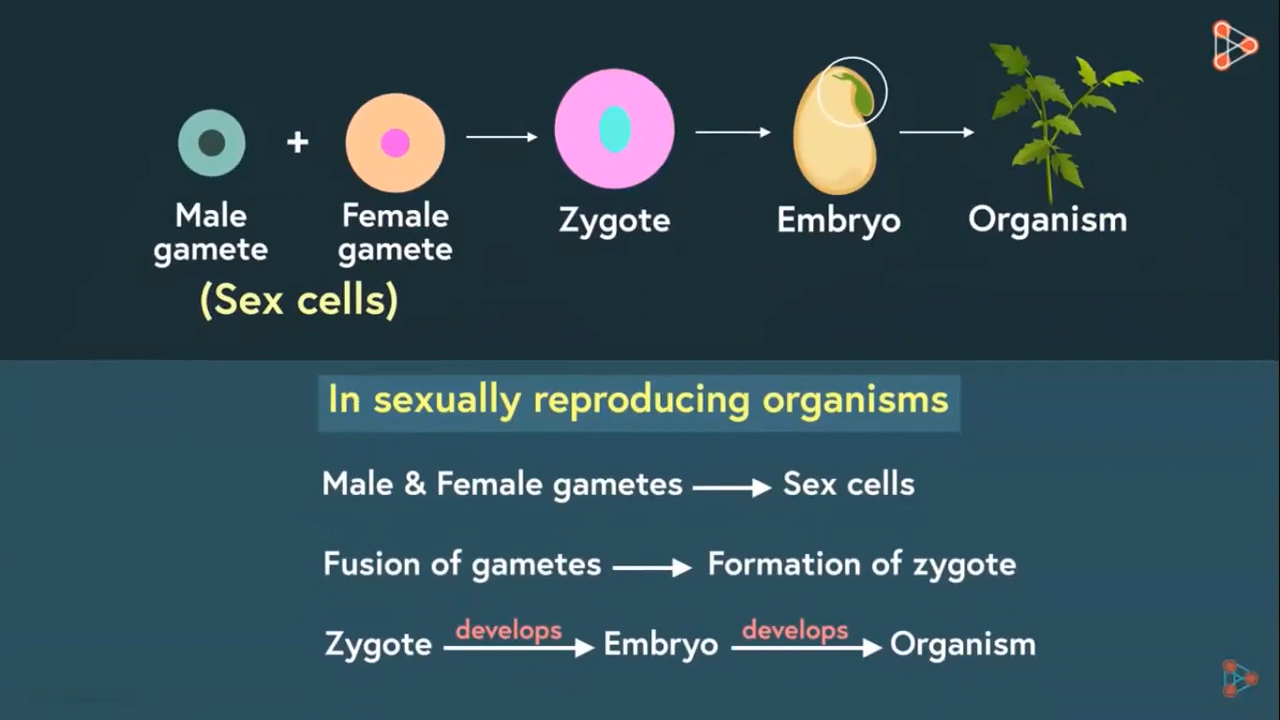 +
Male
gamete
Female
gamete
Zygote
Embryo
Organism
(Sex cells)
In sexually reproducing organisms
Male & Female gametes → Sex cells
Fusion of gametes → Formation of zygote
Zygote develops → Embryo develops → Organism